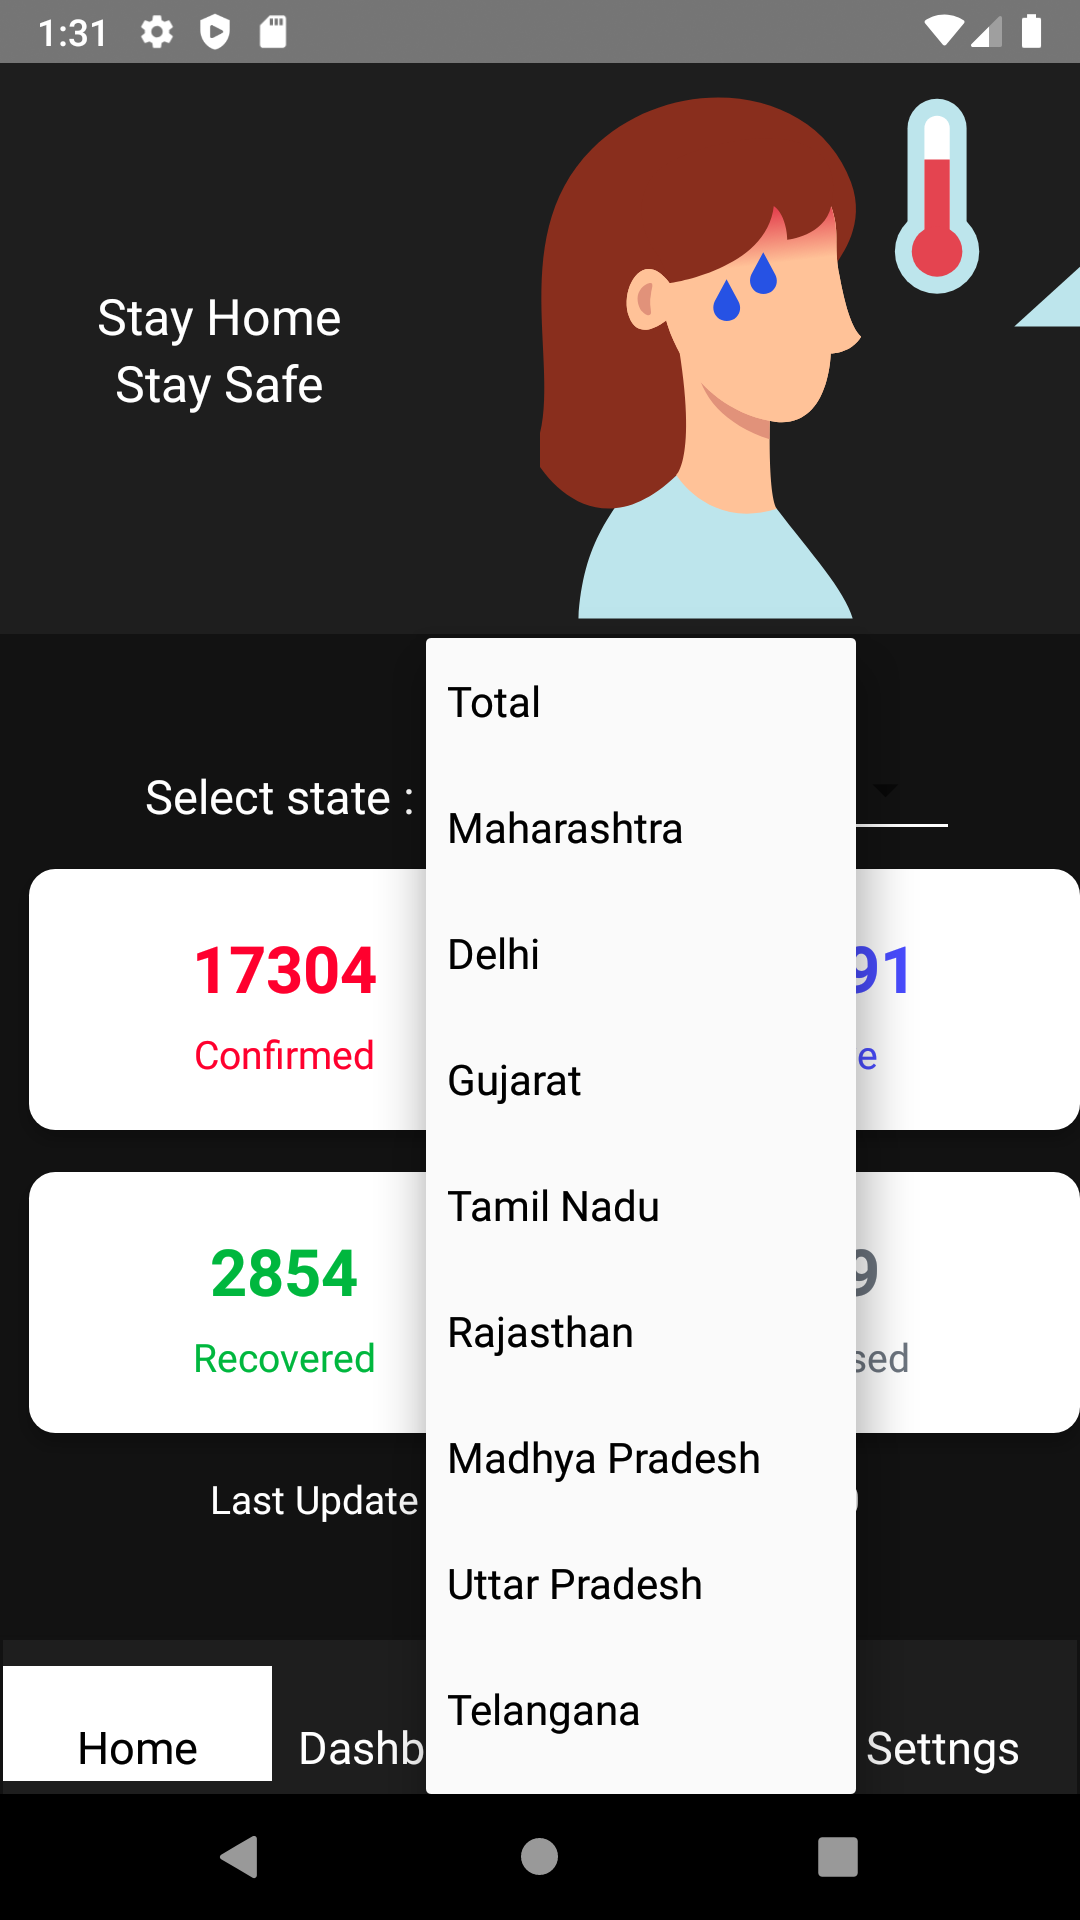 1:31
Stay Home
Stay Safe
Total
Select state :
Maharashtra
Delhi
17304
91
Confirmed
e
Gujarat
Tamil Nadu
2854
9
Rajasthan
Recovered
sed
Madhya Pradesh
Last Update
Uttar Pradesh
Telangana
Home
Dashb
Settngs